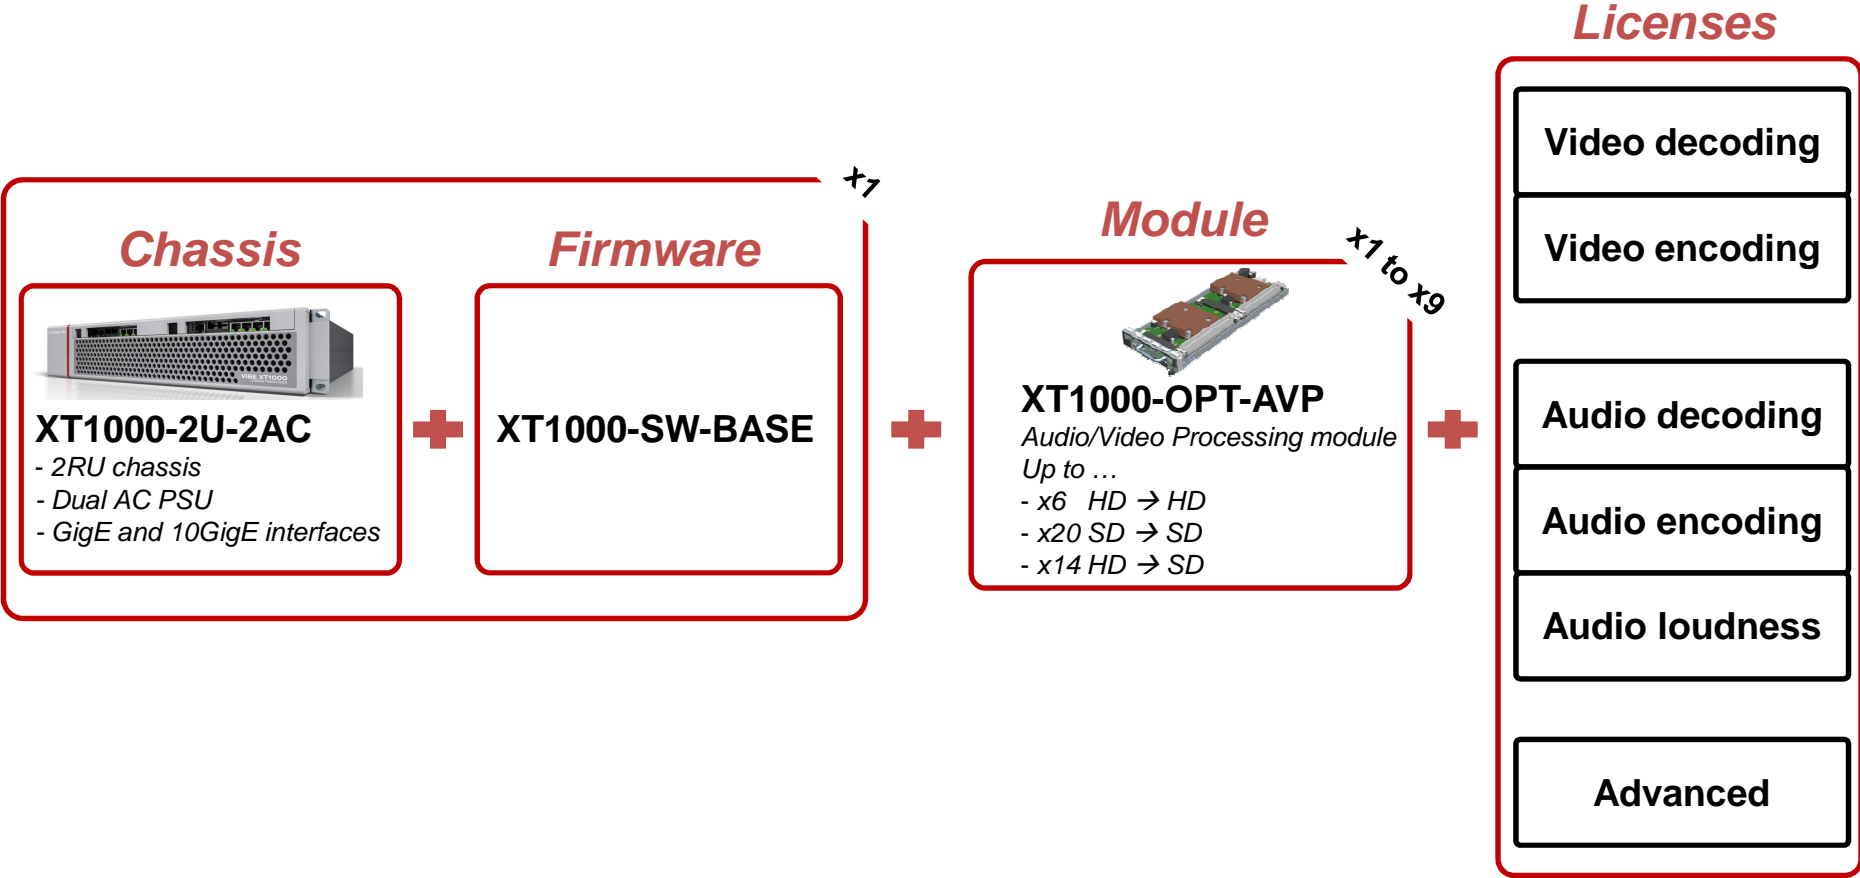 Licenses
Video decoding
Video encoding
Audio decoding
Audio encoding
Audio loudness
Advanced
x1
Chassis
VIBE XT1000
XT1000-2U-2AC
- 2RU chassis
- Dual AC PSU
- GigE and 10GigE interfaces
Firmware
XT1000-SW-BASE
Module
x1 to x9
XT1000-OPT-AVP
Audio/Video Processing module
Up to …
- x6 HD → HD
- x20 SD → SD
- x14 HD → SD